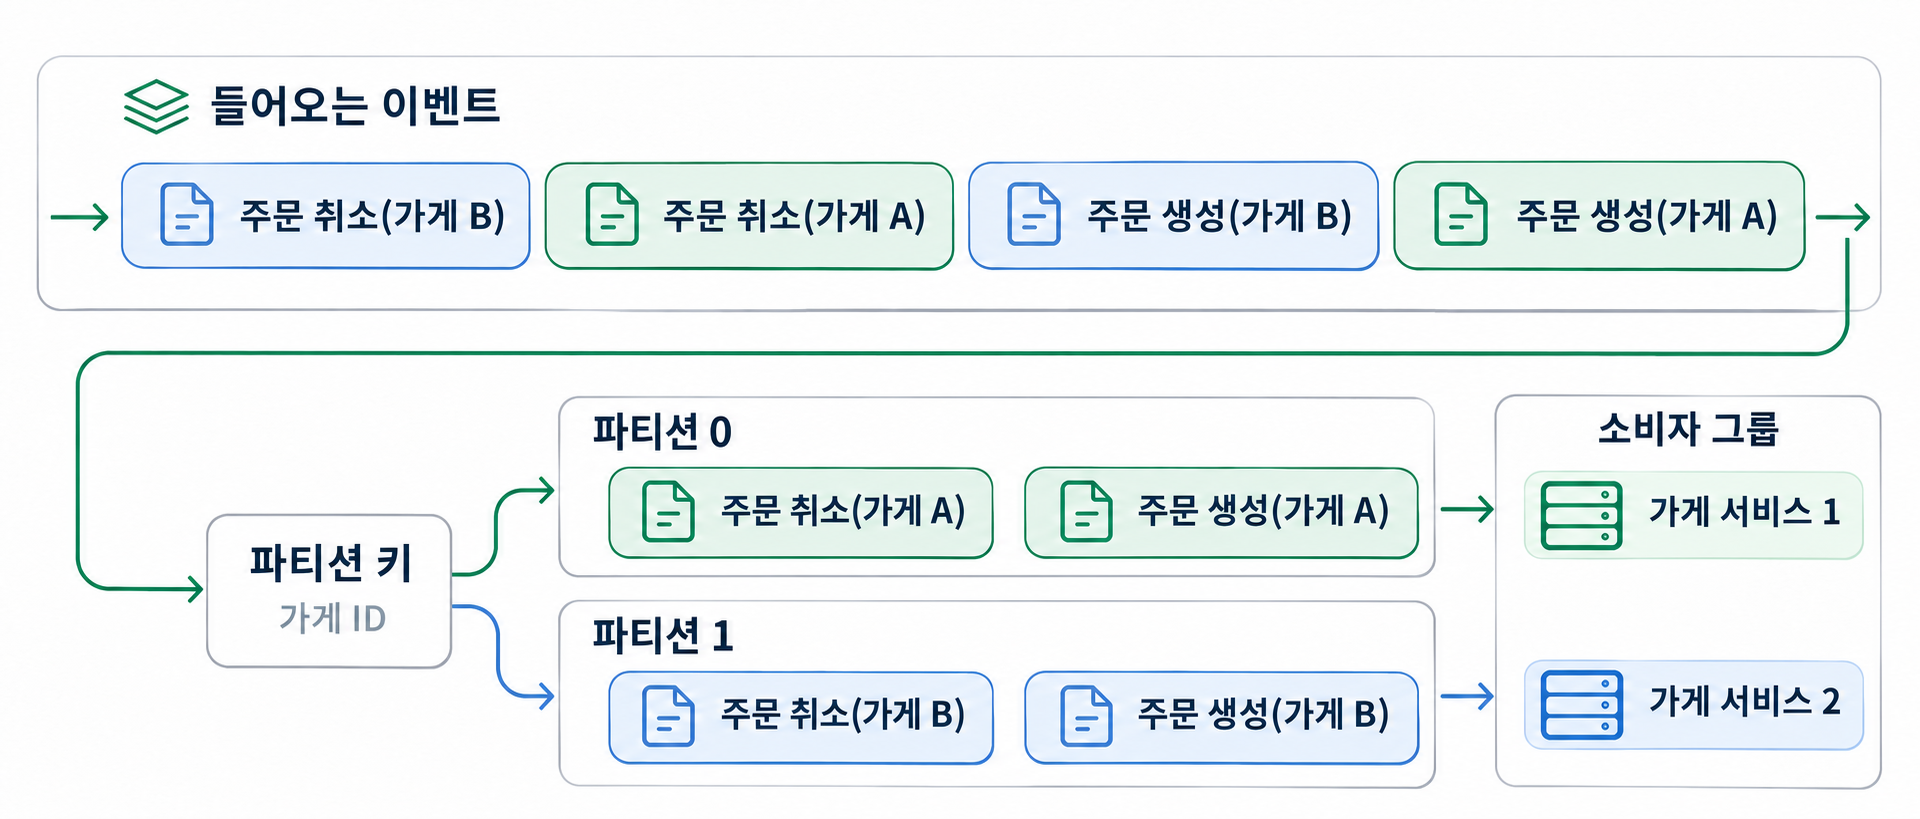 들어오는 이벤트
주문 취소(가게 B)
주문 취소(가게 A)
주문 생성(가게 B)
주문 생성(가게 A)
파티션 키
가게 ID
파티션 0
주문 취소(가게 A)
주문 생성(가게 A)
파티션 1
주문 취소(가게 B)
주문 생성(가게 B)
소비자 그룹
가게 서비스 1
가게 서비스 2